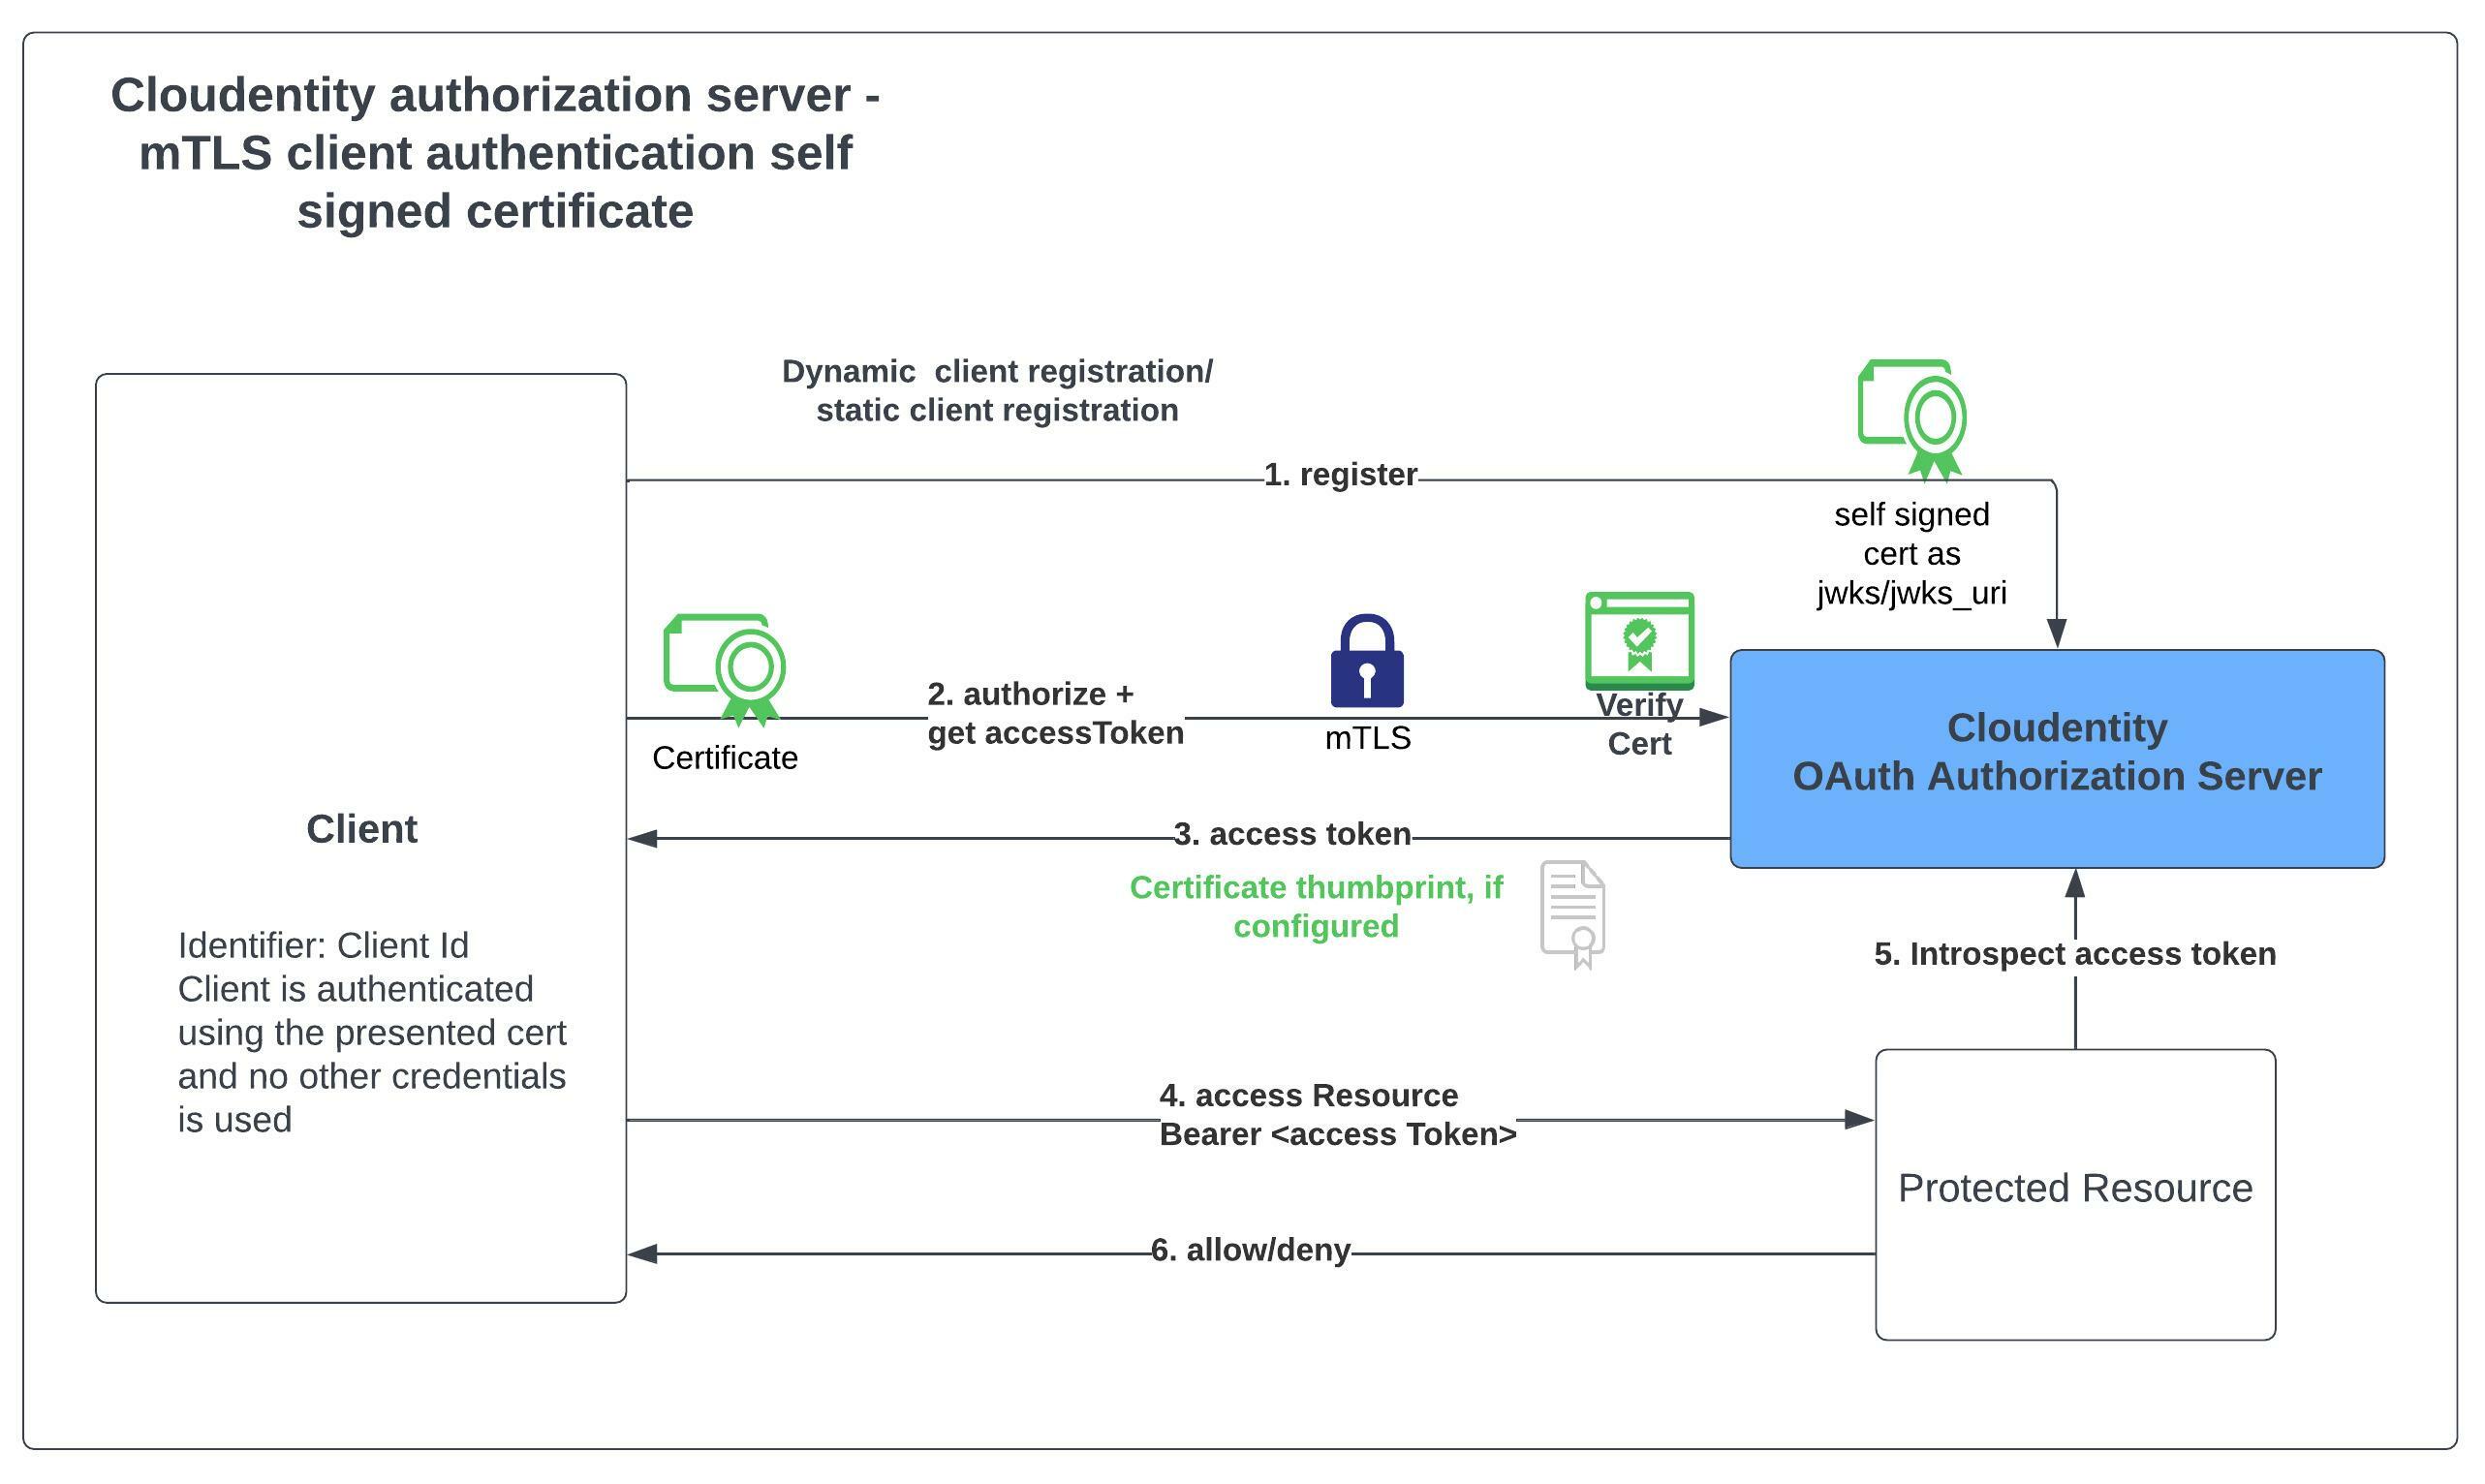 Cloudentity authorization server -
mTLS client authentication self
signed certificate
Dynamic client registration/
static client registration
1. register
self signed
cert as
jwks/jwks_uri
Certificate
2. authorize +
get accessToken
mTLS
Verify
Cert
Cloudentity
OAuth Authorization Server
3. access token
Certificate thumbprint, if
configured
Client
Identifier: Client Id
Client is authenticated
using the presented cert
and no other credentials
is used
5. Introspect access token
4. access Resource
Bearer <access Token>
Protected Resource
6. allow/deny